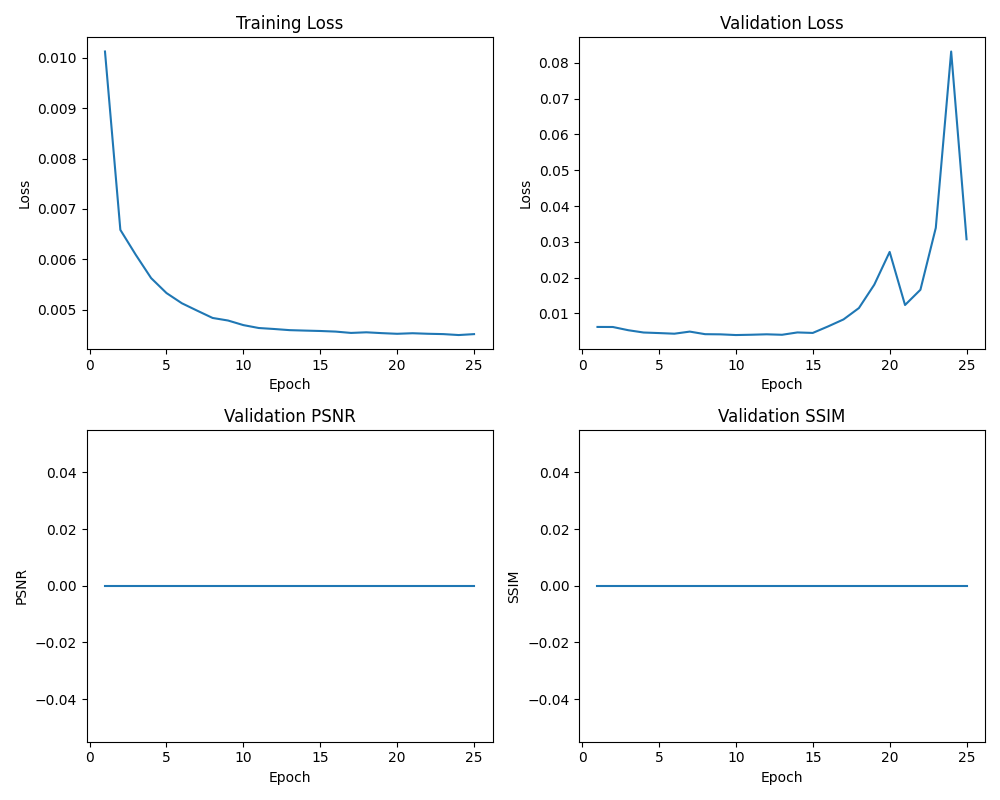 Training Loss
0.010
0.009
0.008
0.007
0.006
0.005
Loss
0 5 10 15 20 25
Epoch
Validation Loss
0.08
0.07
0.06
0.05
0.04
0.03
0.02
0.01
Loss
0 5 10 15 20 25
Epoch
Validation PSNR
0.04
0.02
0.00
−0.02
−0.04
PSNR
0 5 10 15 20 25
Epoch
Validation SSIM
0.04
0.02
0.00
−0.02
−0.04
SSIM
0 5 10 15 20 25
Epoch